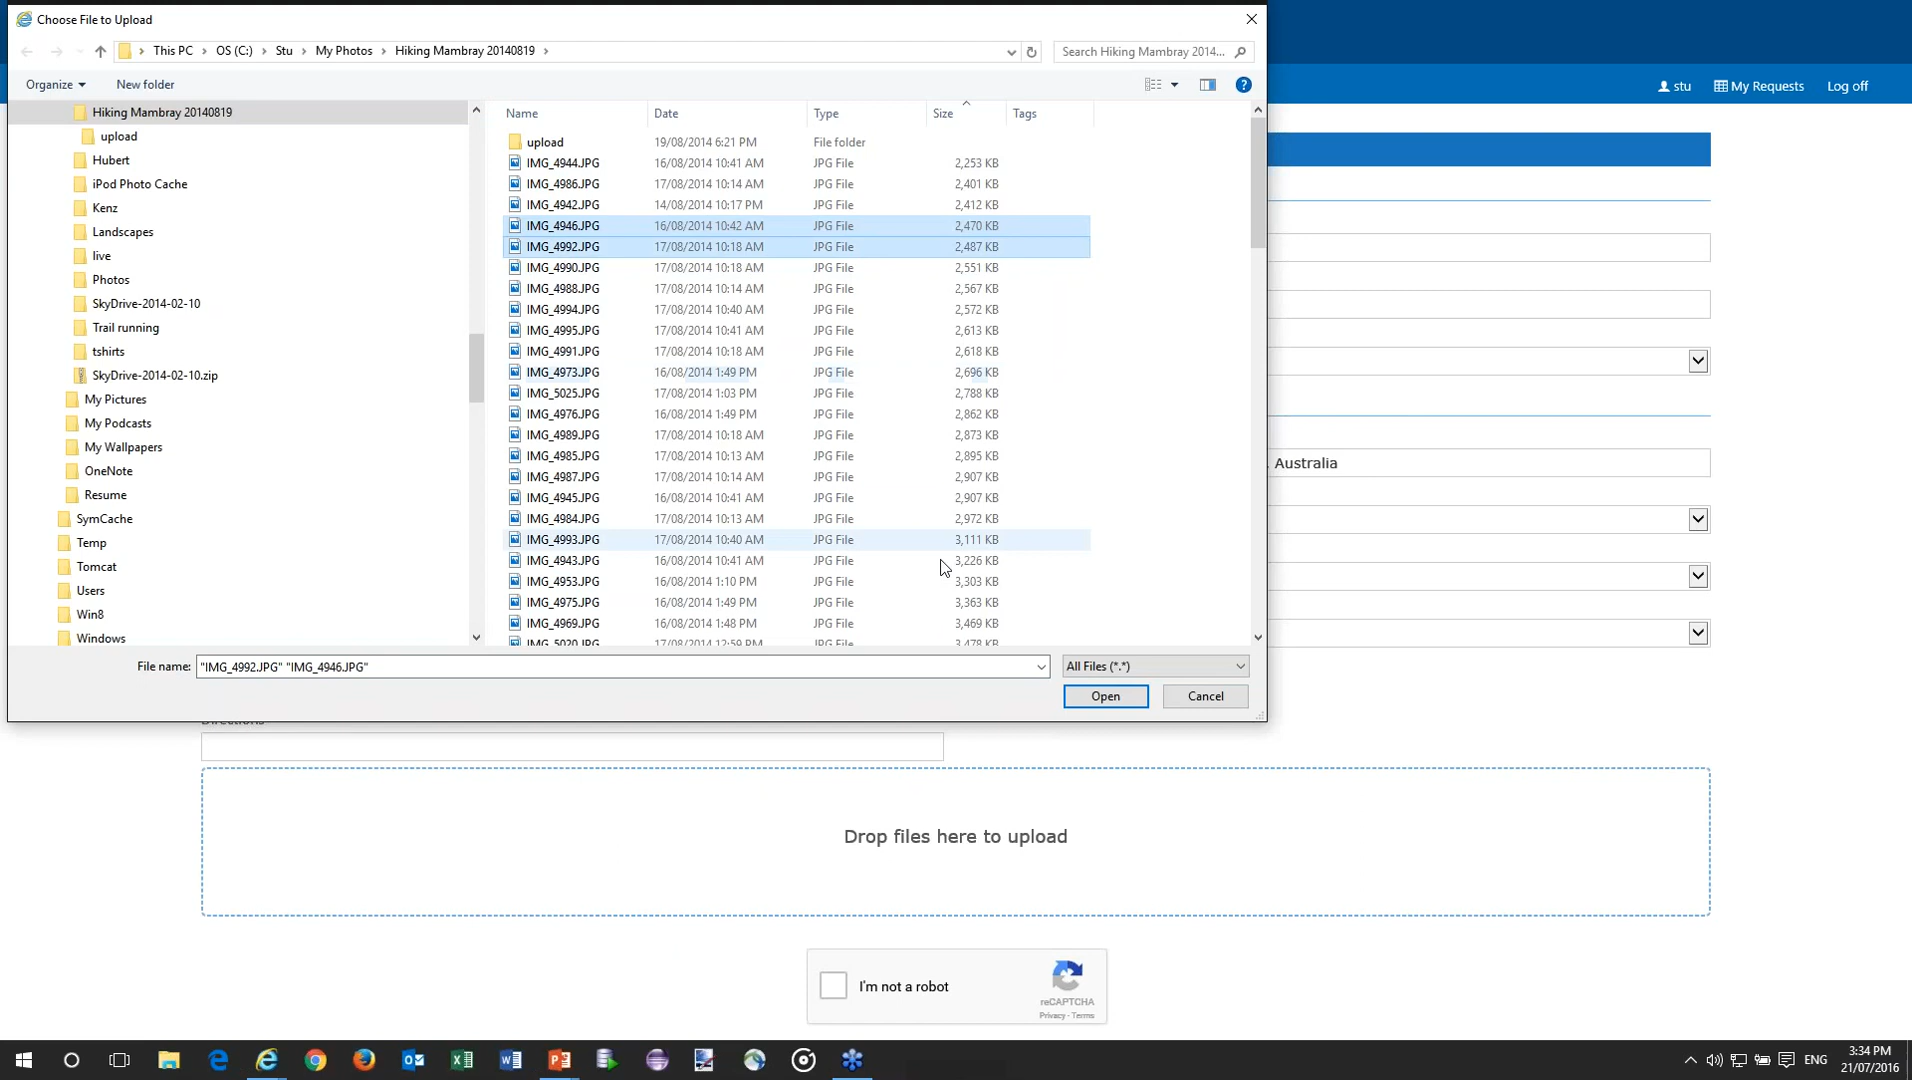 Choose File to Upload
This PC > OS (C:) > Stu > My Photos > Hiking Mambray 20140819 >
Search Hiking Mambray 2014...
Organize
New folder
stu
My Requests
Log off
Hiking Mambray 20140819
upload
Hubert
iPod Photo Cache
Kenz
Landscapes
live
Photos
SkyDrive-2014-02-10
Trail running
tshirts
SkyDrive-2014-02-10.zip
My Pictures
My Podcasts
My Wallpapers
OneNote
Resume
SymCache
Temp
Tomcat
Users
Win8
Windows
Name Date Type Size Tags
upload 19/08/2014 6:21 PM File folder
IMG_4944.JPG 16/08/2014 10:41 AM JPG File 2,253 KB
IMG_4986.JPG 17/08/2014 10:14 AM JPG File 2,401 KB
IMG_4942.JPG 14/08/2014 10:17 PM JPG File 2,412 KB
IMG_4946.JPG 16/08/2014 10:42 AM JPG File 2,470 KB
IMG_4992.JPG 17/08/2014 10:18 AM JPG File 2,487 KB
IMG_4990.JPG 17/08/2014 10:18 AM JPG File 2,551 KB
IMG_4988.JPG 17/08/2014 10:14 AM JPG File 2,567 KB
IMG_4994.JPG 17/08/2014 10:40 AM JPG File 2,572 KB
IMG_4995.JPG 17/08/2014 10:41 AM JPG File 2,613 KB
IMG_4991.JPG 17/08/2014 10:18 AM JPG File 2,618 KB
IMG_4973.JPG 16/08/2014 1:49 PM JPG File 2,696 KB
IMG_5025.JPG 17/08/2014 1:03 PM JPG File 2,788 KB
IMG_4976.JPG 16/08/2014 1:49 PM JPG File 2,862 KB
IMG_4989.JPG 17/08/2014 10:18 AM JPG File 2,873 KB
IMG_4985.JPG 17/08/2014 10:13 AM JPG File 2,895 KB
IMG_4987.JPG 17/08/2014 10:14 AM JPG File 2,907 KB
IMG_4945.JPG 16/08/2014 10:41 AM JPG File 2,907 KB
IMG_4984.JPG 17/08/2014 10:13 AM JPG File 2,972 KB
IMG_4993.JPG 17/08/2014 10:40 AM JPG File 3,111 KB
IMG_4943.JPG 16/08/2014 10:41 AM JPG File 3,226 KB
IMG_4953.JPG 16/08/2014 1:10 PM JPG File 3,303 KB
IMG_4975.JPG 16/08/2014 1:49 PM JPG File 3,363 KB
IMG_4969.JPG 16/08/2014 1:48 PM JPG File 3,469 KB
IMG_5020.JPG 17/08/2014 12:59 PM JPG File 3,478 KB
Australia
File name: "IMG_4992.JPG" "IMG_4946.JPG"
All Files (*.*)
Open
Cancel
Directions
Drop files here to upload
I'm not a robot
reCAPTCHA
Privacy - Terms
ENG
3:34 PM
21/07/2016